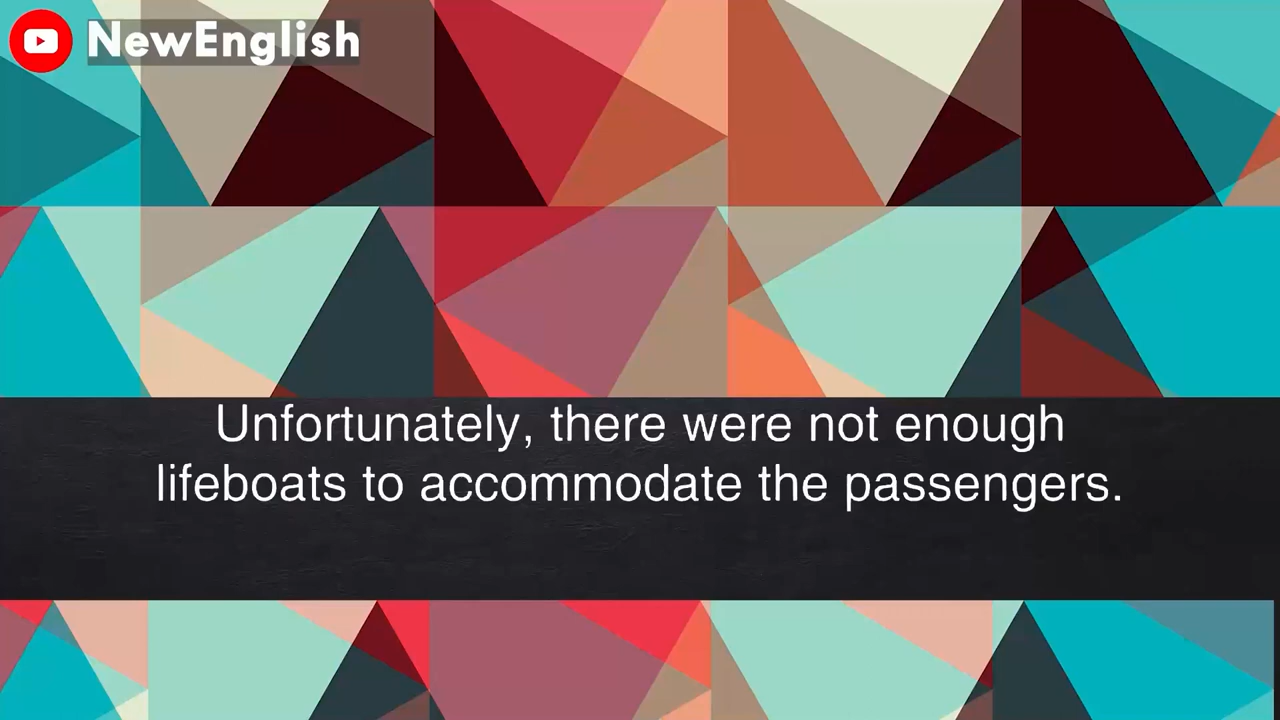 NewEnglish
Unfortunately, there were not enough
lifeboats to accommodate the passengers.